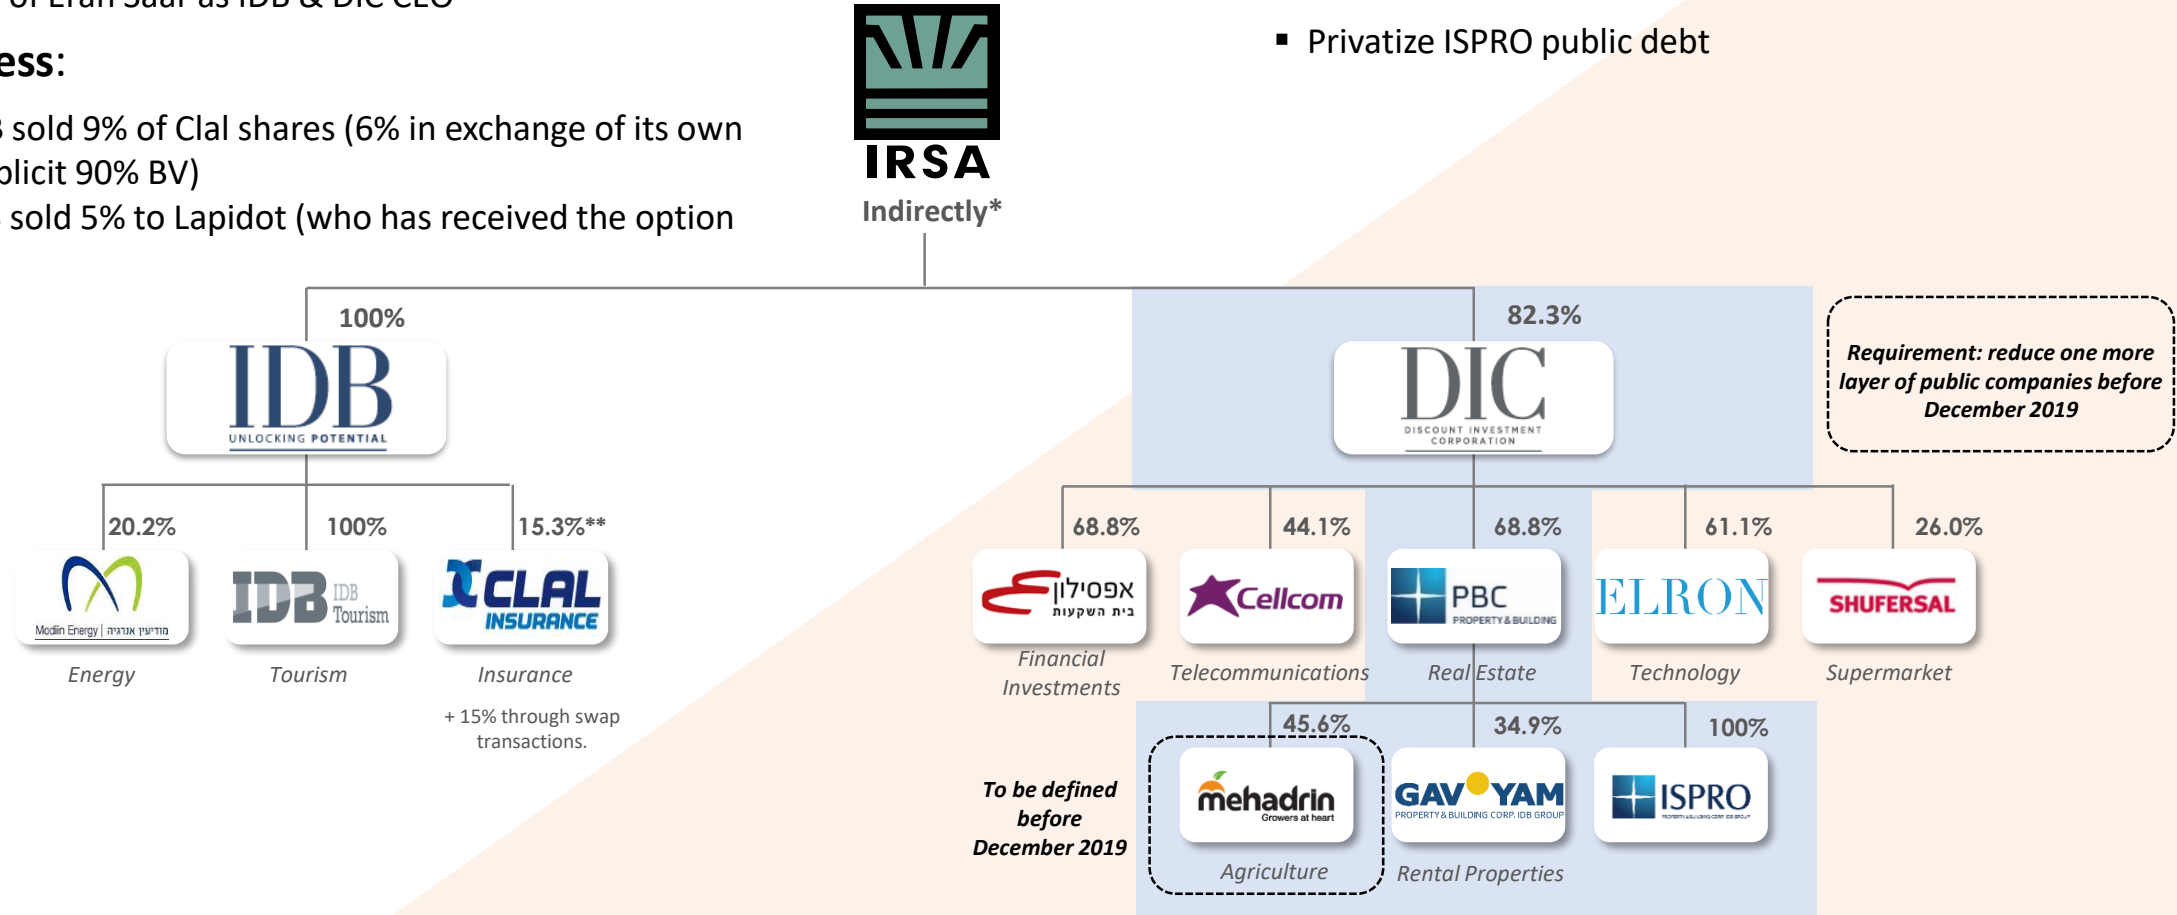 of Eran Saar as IDB & DIC CEO
ess:
sold 9% of Clal shares (6% in exchange of its own
plicit 90% BV)
sold 5% to Lapidot (who has received the option
▪ Privatize ISPRO public debt
IRSA
Indirectly*
100%
82.3%
IDB
UNLOCKING POTENTIAL
DIC
DISCOUNT INVESTMENT
CORPORATION
Requirement: reduce one more
layer of public companies before
December 2019
20.2%
100%
15.3%**
68.8%
44.1%
68.8%
61.1%
26.0%
Modiin Energy | מודיעין אנרגיה
IDB IDB
Tourism
CLAL
INSURANCE
אפסילון
בית השקעות
Cellcom
PBC
PROPERTY & BUILDING
ELRON
SHUFERSAL
Energy
Tourism
Insurance
Financial
Investments
Telecommunications
Real Estate
Technology
Supermarket
+ 15% through swap
transactions.
45.6%
34.9%
100%
To be defined
before
December 2019
mehadrin
Growers at heart
GAV YAM
PROPERTY & BUILDING CORP. IDB GROUP
ISPRO
PROPERTY & BUILDING CORP. IDB GROUP
Agriculture
Rental Properties